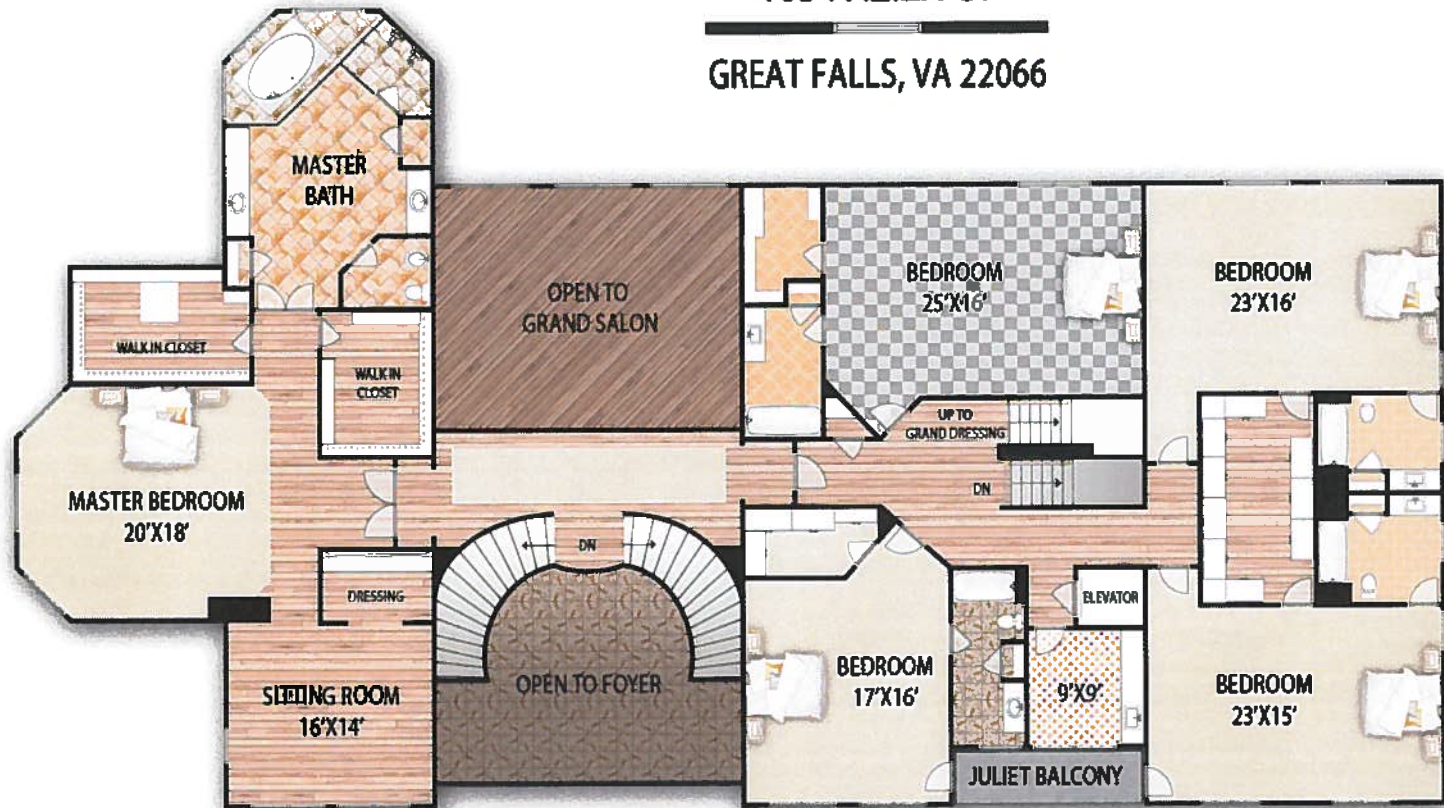 GREAT FALLS, VA 22066
MASTER
BATH
OPEN TO
GRAND SALON
BEDROOM
25'X16'
BEDROOM
23'X16'
WALK IN CLOSET
WALK IN
CLOSET
UP TO
GRAND DRESSING
MASTER BEDROOM
20'X18'
DN
DN
DRESSING
ELEVATOR
SITTING ROOM
16'X14'
OPEN TO FOYER
BEDROOM
17'X16'
9'X9'
BEDROOM
23'X15'
JULIET BALCONY